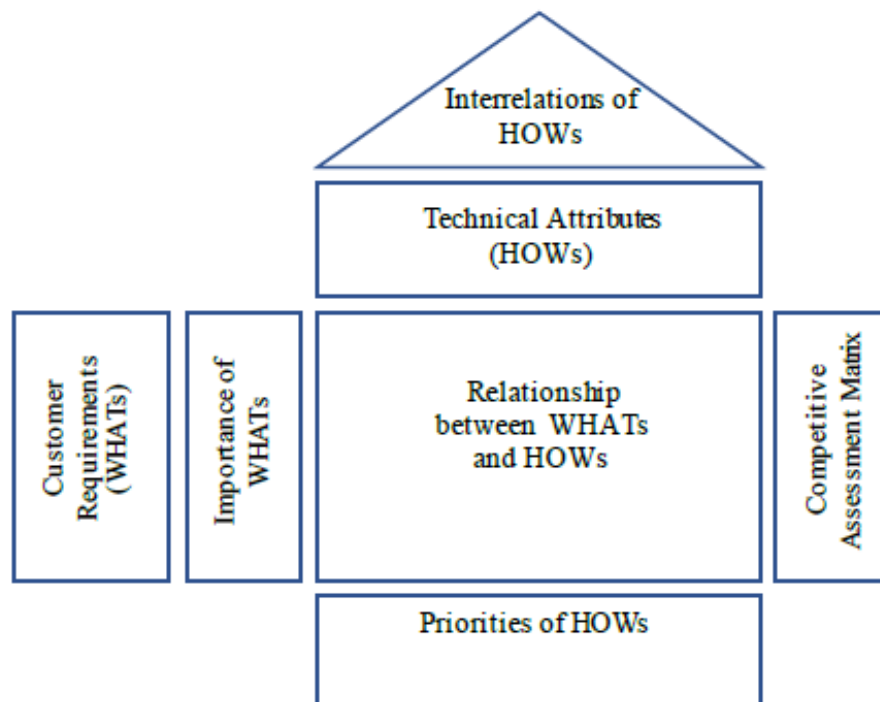 Interrelations of
HOWs
Technical Attributes
(HOWs)
Customer
Requirements
(WHATs)
Importance of
WHATs
Relationship
between WHATs
and HOWs
Competitive
Assessment Matrix
Priorities of HOWs